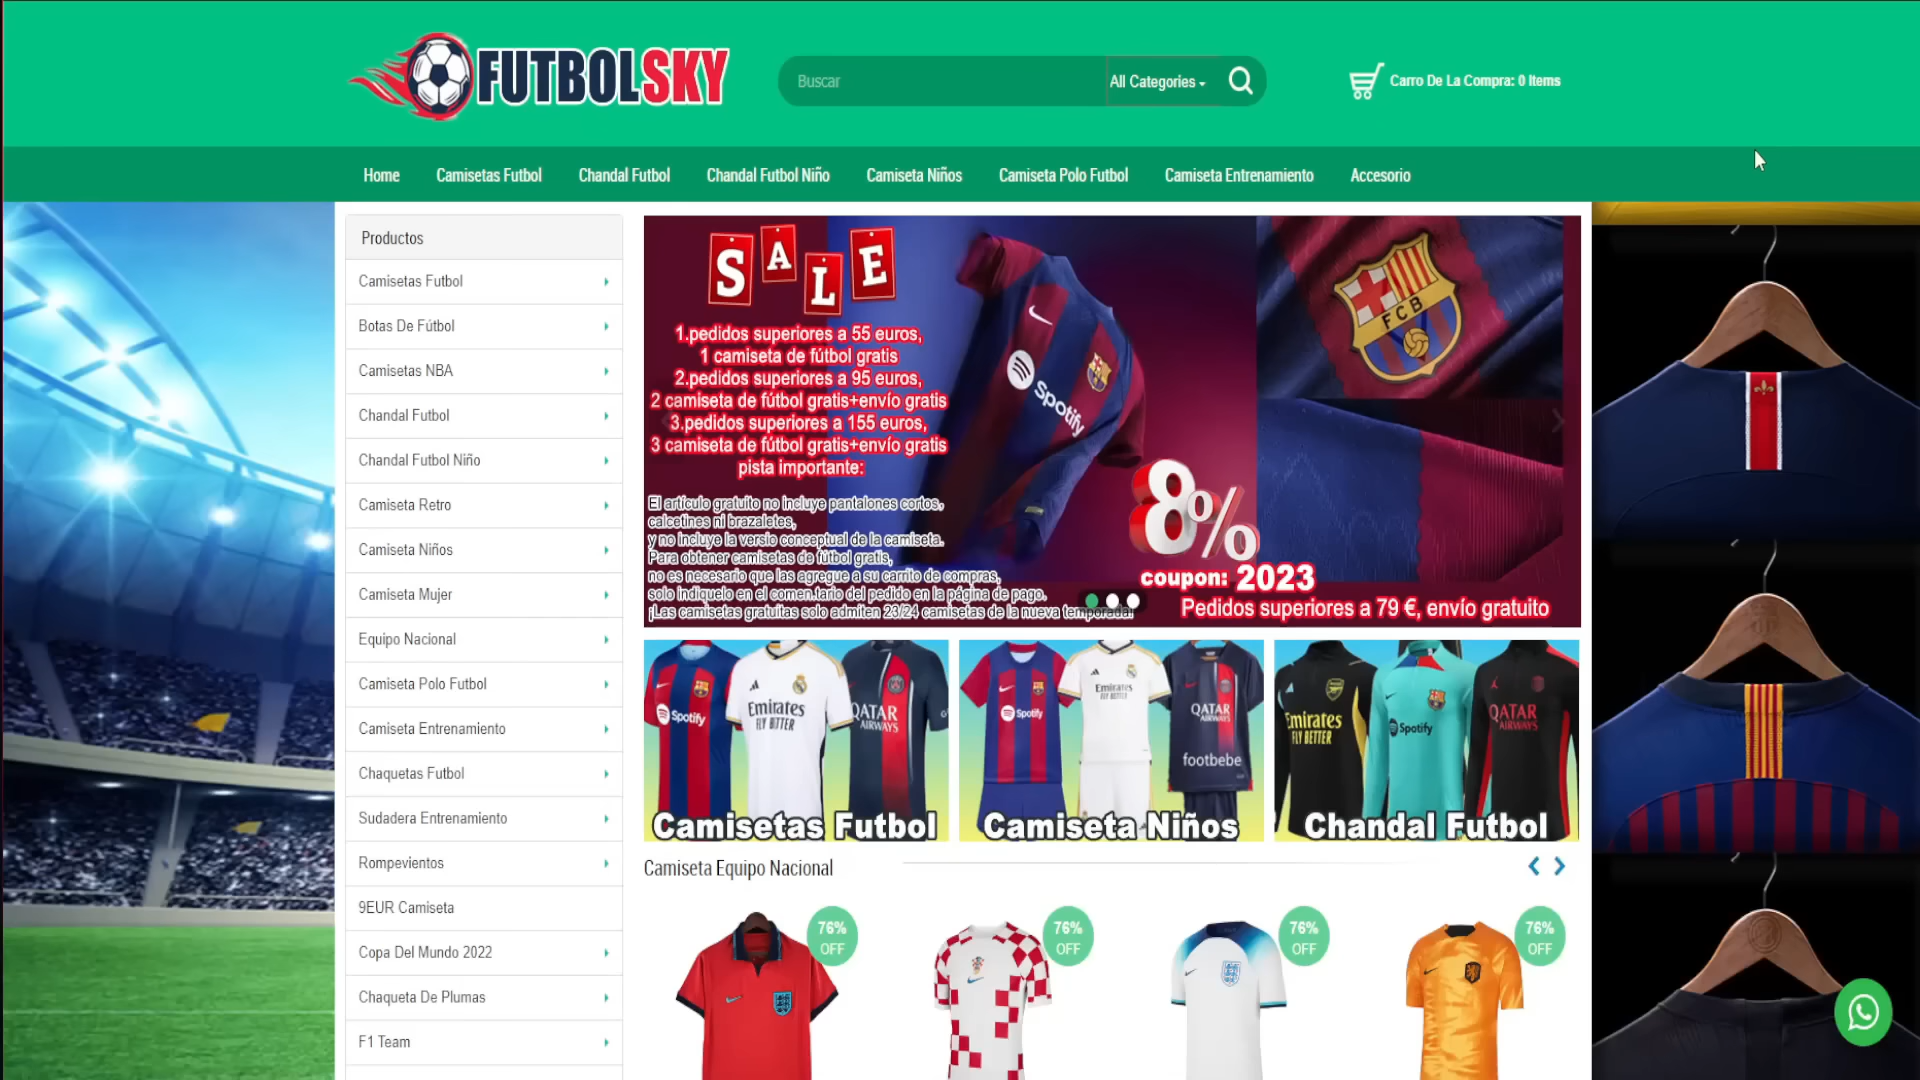 FUTBOLSKY
Buscar
All Categories
Carro De La Compra: 0 Items
Home
Camisetas Futbol
Chandal Futbol
Chandal Futbol Niño
Camiseta Niños
Camiseta Polo Futbol
Camiseta Entrenamiento
Accesorio
Productos
Camisetas Futbol
Botas De Fútbol
Camisetas NBA
Chandal Futbol
Chandal Futbol Niño
Camiseta Retro
Camiseta Niños
Camiseta Mujer
Equipo Nacional
Camiseta Polo Futbol
Camiseta Entrenamiento
Chaquetas Futbol
Sudadera Entrenamiento
Rompevientos
9EUR Camiseta
Copa Del Mundo 2022
Chaqueta De Plumas
F1 Team
SALE
1.pedidos superiores a 55 euros,
1 camiseta de fútbol gratis
2.pedidos superiores a 95 euros,
2 camiseta de fútbol gratis+envío gratis
3.pedidos superiores a 155 euros,
3 camiseta de fútbol gratis+envío gratis
pista importante:
El artículo gratuito no incluye pantalones cortos,
calcetines ni brazaletes,
y no incluye la versio conceptual de la camiseta.
Para obtener camisetas de fútbol gratis,
no es necesario que las agregue a su carrito de compras,
solo indíquelo en el comen.tario del pedido en la página de pago.
¡Las camisetas gratuitas solo admiten 23/24 camisetas de la nueva temporada!
Spotify
FCB
8%
coupon: 2023
Pedidos superiores a 79 €, envío gratuito
Spotify
Emirates
FLY BETTER
QATAR
AIRWAYS
Camisetas Futbol
Spotify
Emirates
FLY BETTER
QATAR
AIRWAYS
footbebe
Camiseta Niños
Emirates
FLY BETTER
Spotify
QATAR
AIRWAYS
Chandal Futbol
Camiseta Equipo Nacional
76%
OFF
76%
OFF
76%
OFF
76%
OFF